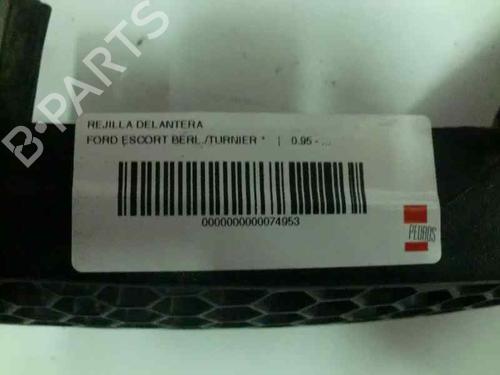 B-PARTS
REJILLA DELANTERA
FORD ESCORT BERL./TURNIER * | 0.95 - ...
0000000000074953
PEDROS